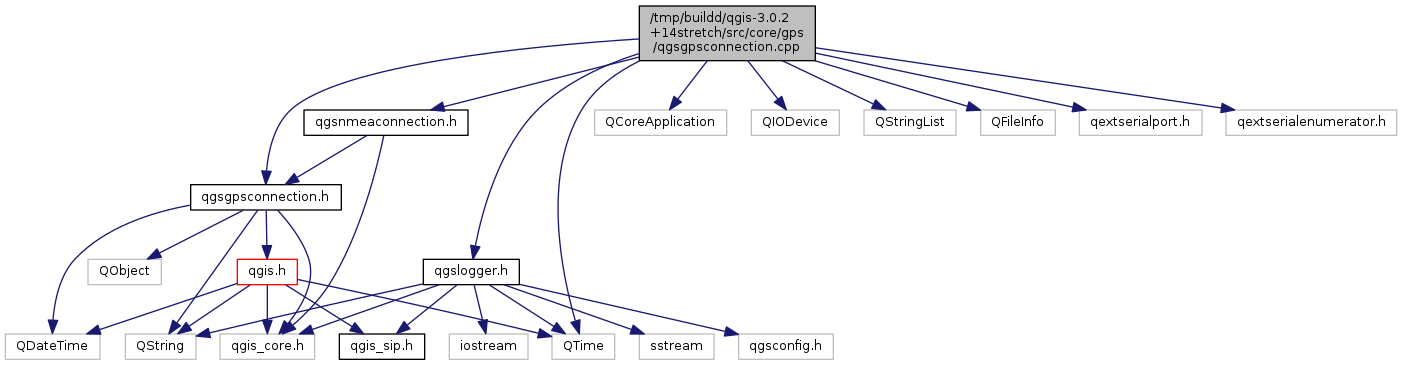 /tmp/buildd/qgis-3.0.2
+14stretch/src/core/gps
/qgsgpsconnection.cpp
qgsnmeaconnection.h
QCoreApplication
QIODevice
QStringList
QFileInfo
qextserialport.h
qextserialenumerator.h
qgsgpsconnection.h
QObject
qgis.h
qgslogger.h
QDateTime
QString
qgis_core.h
qgis_sip.h
iostream
QTime
sstream
qgsconfig.h